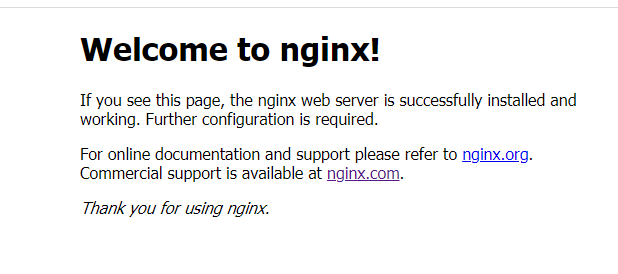 Welcome to nginx!
If you see this page, the nginx web server is successfully installed and
working. Further configuration is required.
For online documentation and support please refer to nginx.org.
Commercial support is available at nginx.com.
Thank you for using nginx.